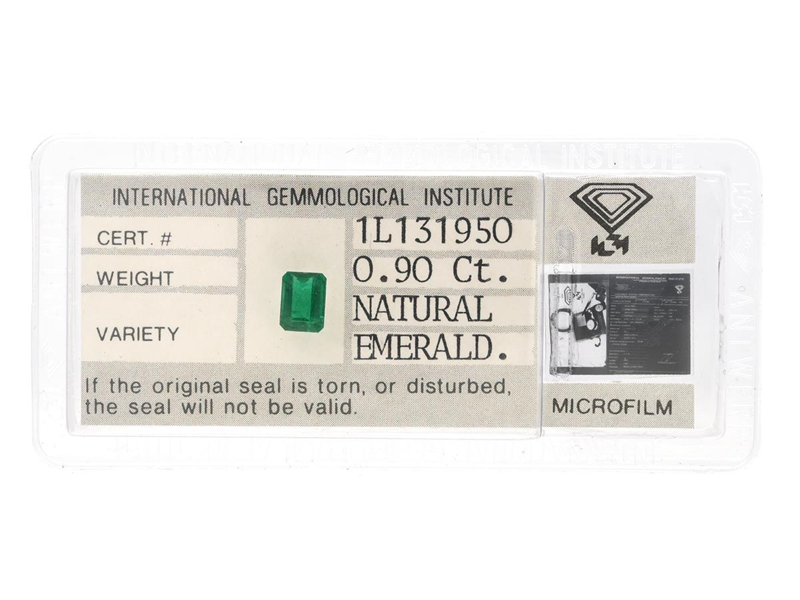 INTERNATIONAL GEMMOLOGICAL INSTITUTE
CERT. # 1L131950
WEIGHT 0.90 Ct.
VARIETY NATURAL
EMERALD.
If the original seal is torn, or disturbed,
the seal will not be valid.
MICROFILM